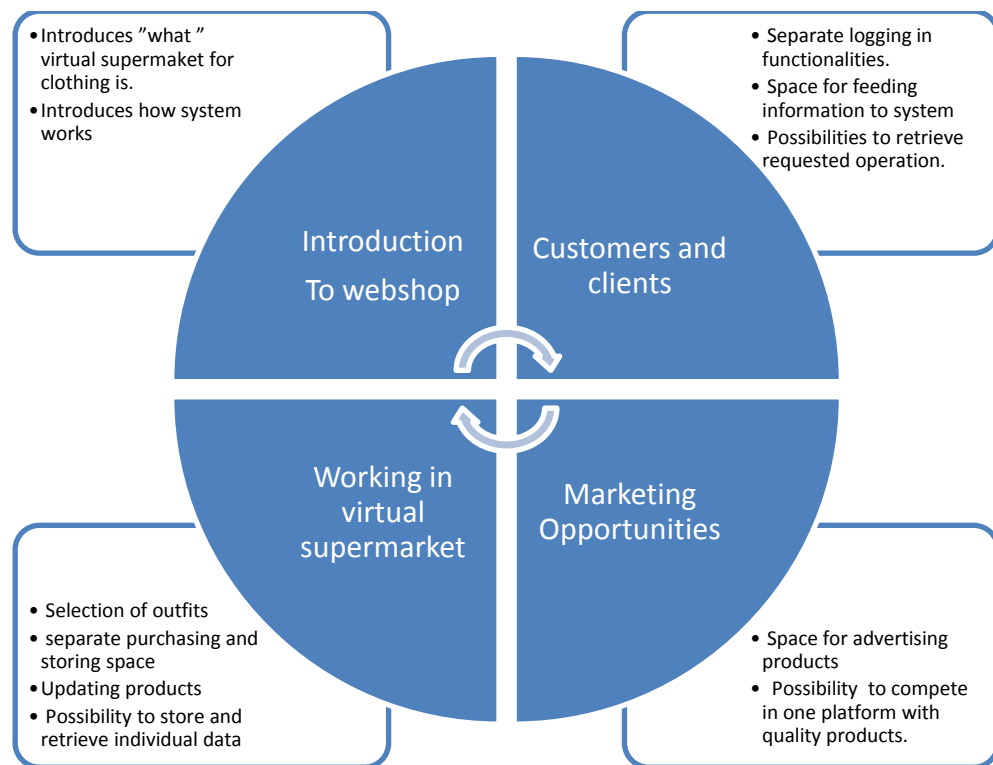 •Introduces ”what ”
virtual supermaket for
clothing is.
•Introduces how system
works
• Separate logging in
functionalities.
• Space for feeding
information to system
• Possibilities to retrieve
requested operation.
Introduction
To webshop
Customers and
clients
Working in
virtual
supermarket
Marketing
Opportunities
• Selection of outfits
• separate purchasing and
storing space
•Updating products
• Possibility to store and
retrieve individual data
• Space for advertising
products
• Possibility to compete
in one platform with
quality products.